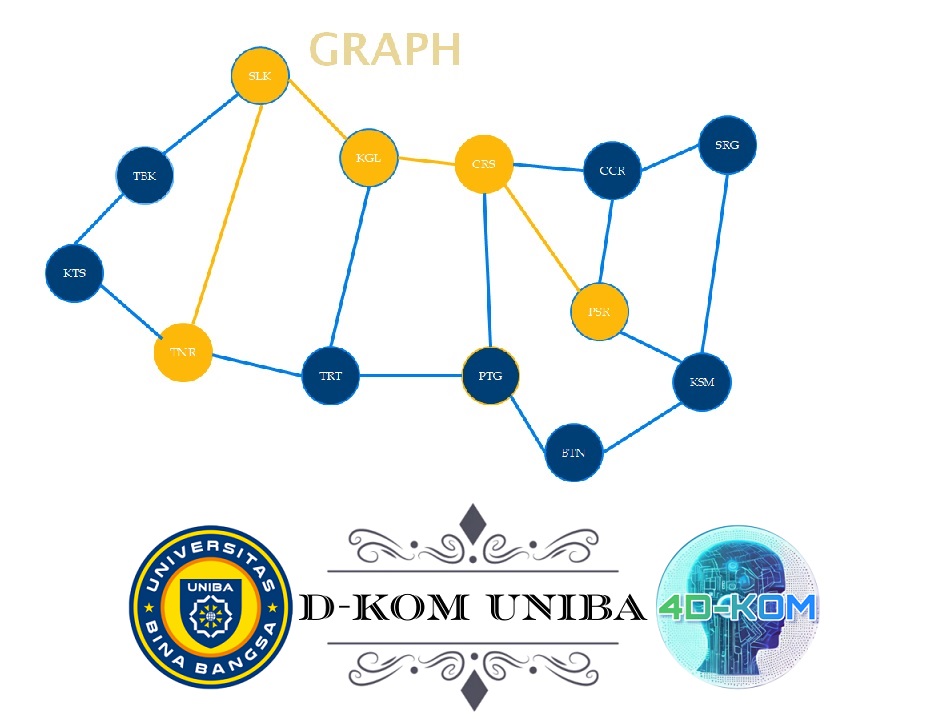 GRAPH
SLK
KGL
CRS
CCR
SRG
TBK
KTS
TNR
TRT
PTG
PSR
KSM
BTN
UNIVERSITAS
UNIBA
BINA BANGSA
D-KOM UNIBA
4D-KOM